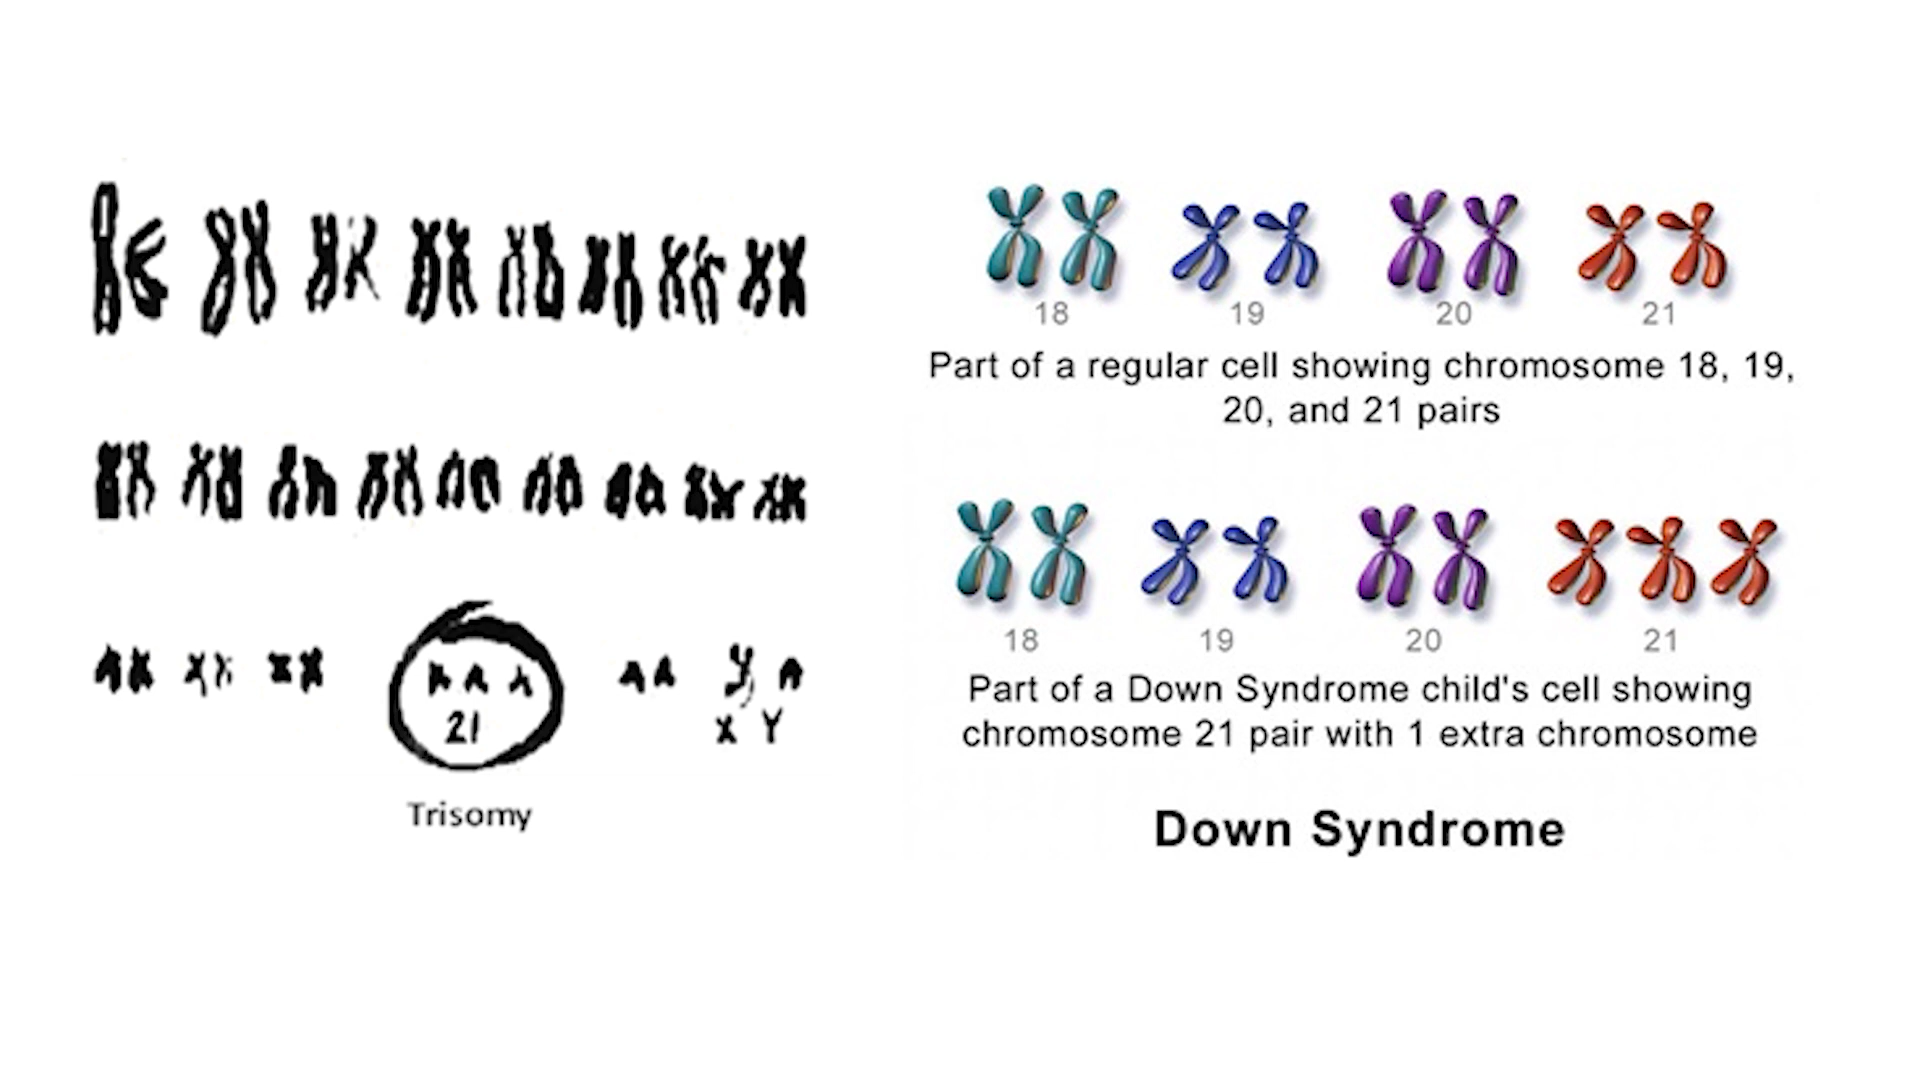 21
X Y
Trisomy
18 19 20 21
Part of a regular cell showing chromosome 18, 19,
20, and 21 pairs
18 19 20 21
Part of a Down Syndrome child's cell showing
chromosome 21 pair with 1 extra chromosome
Down Syndrome